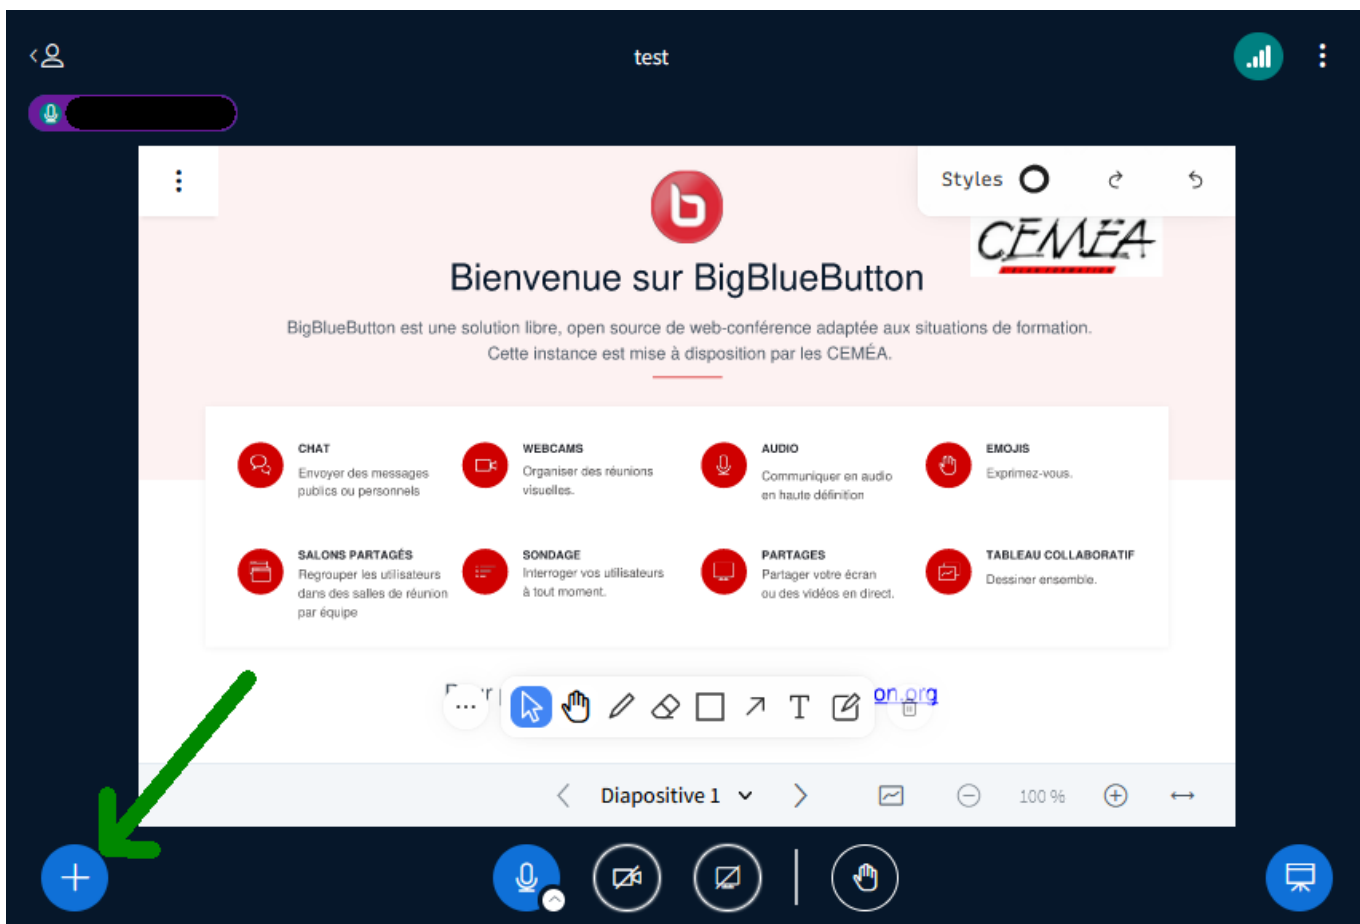 test
Styles
CEMÉA
Bienvenue sur BigBlueButton
BigBlueButton est une solution libre, open source de web-conférence adaptée aux situations de formation.
Cette instance est mise à disposition par les CEMÉA.
CHAT
Envoyer des messages
publics ou personnels
WEBCAMS
Organiser des réunions
visuelles.
AUDIO
Communiquer en audio
en haute définition
EMOJIS
Exprimez-vous.
SALONS PARTAGÉS
Regrouper les utilisateurs
dans des salles de réunion
par équipe
SONDAGE
Interroger vos utilisateurs
à tout moment.
PARTAGES
Partager votre écran
ou des vidéos en direct.
TABLEAU COLLABORATIF
Dessiner ensemble.
on.org
Diapositive 1
100 %